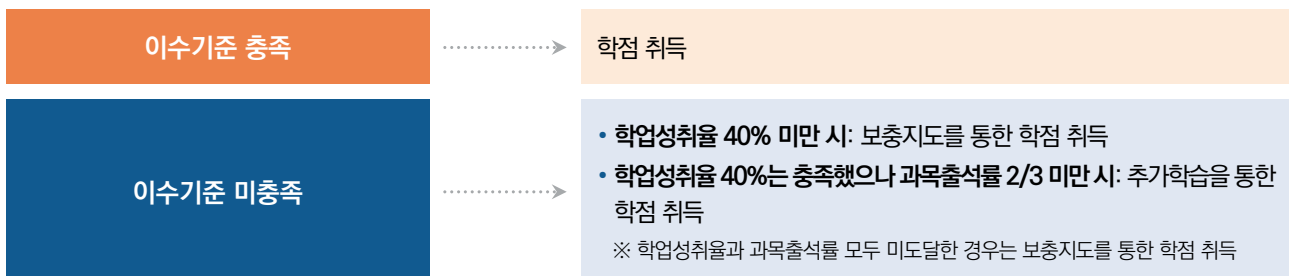 이수기준 충족
학점 취득
이수기준 미충족
• 학업성취율 40% 미만 시: 보충지도를 통한 학점 취득
• 학업성취율 40%는 충족했으나 과목출석률 2/3 미만 시: 추가학습을 통한
학점 취득
※ 학업성취율과 과목출석률 모두 미도달한 경우는 보충지도를 통한 학점 취득